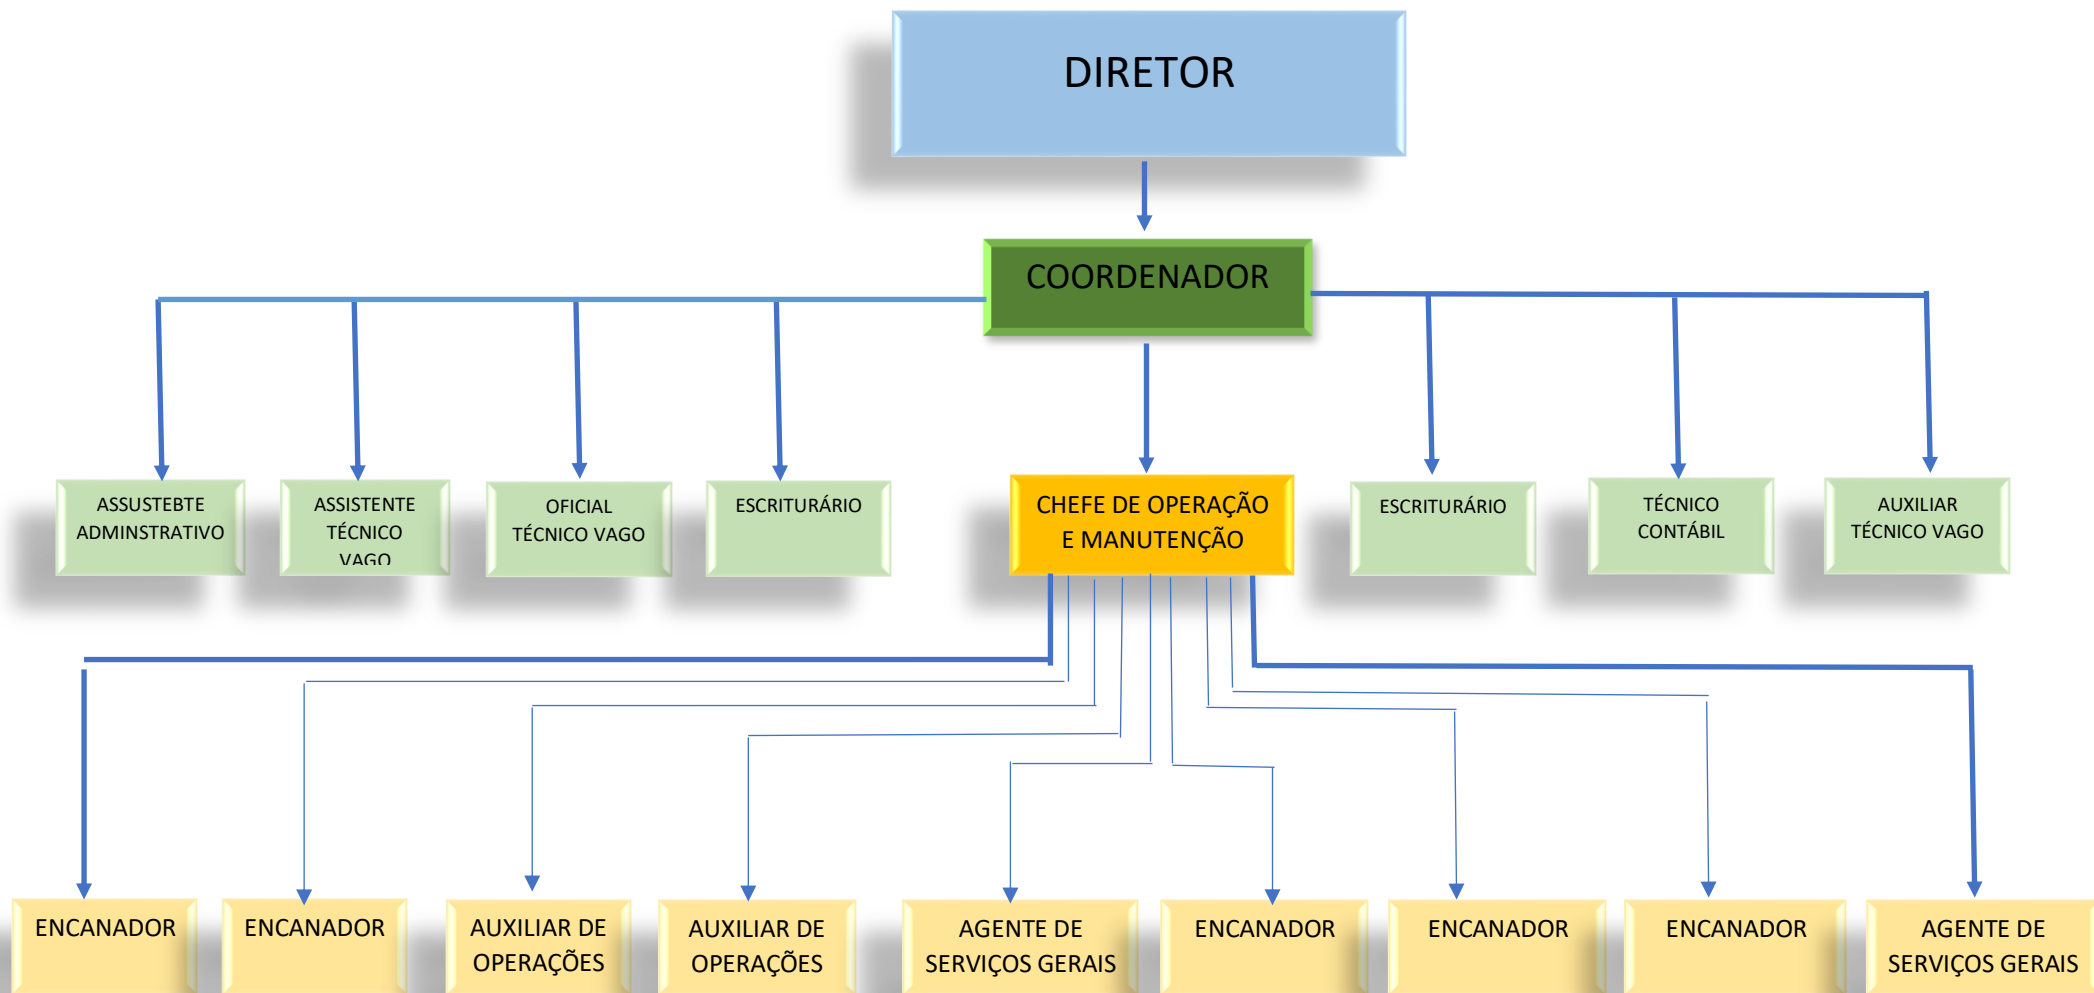 DIRETOR
COORDENADOR
ASSUSTEBTE
ADMINSTRATIVO
ASSISTENTE
TÉCNICO
VAGO
OFICIAL
TÉCNICO VAGO
ESCRITURÁRIO
CHEFE DE OPERAÇÃO
E MANUTENÇÃO
ESCRITURÁRIO
TÉCNICO
CONTÁBIL
AUXILIAR
TÉCNICO VAGO
ENCANADOR
ENCANADOR
AUXILIAR DE
OPERAÇÕES
AUXILIAR DE
OPERAÇÕES
AGENTE DE
SERVIÇOS GERAIS
ENCANADOR
ENCANADOR
ENCANADOR
AGENTE DE
SERVIÇOS GERAIS